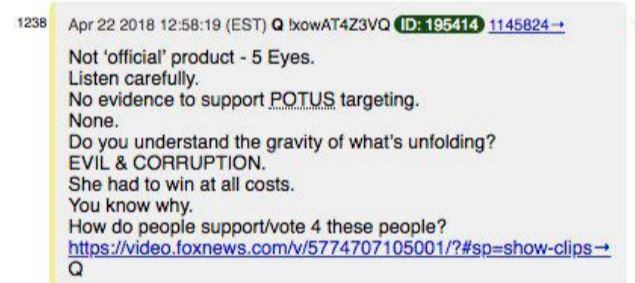 1238 Apr 22 2018 12:58:19 (EST) Q !xowAT4Z3VQ ID: 195414 1145824→
Not ‘official’ product - 5 Eyes.
Listen carefully.
No evidence to support POTUS targeting.
None.
Do you understand the gravity of what’s unfolding?
EVIL & CORRUPTION.
She had to win at all costs.
You know why.
How do people support/vote 4 these people?
https://video.foxnews.com/v/5774707105001/?#sp=show-clips→
Q